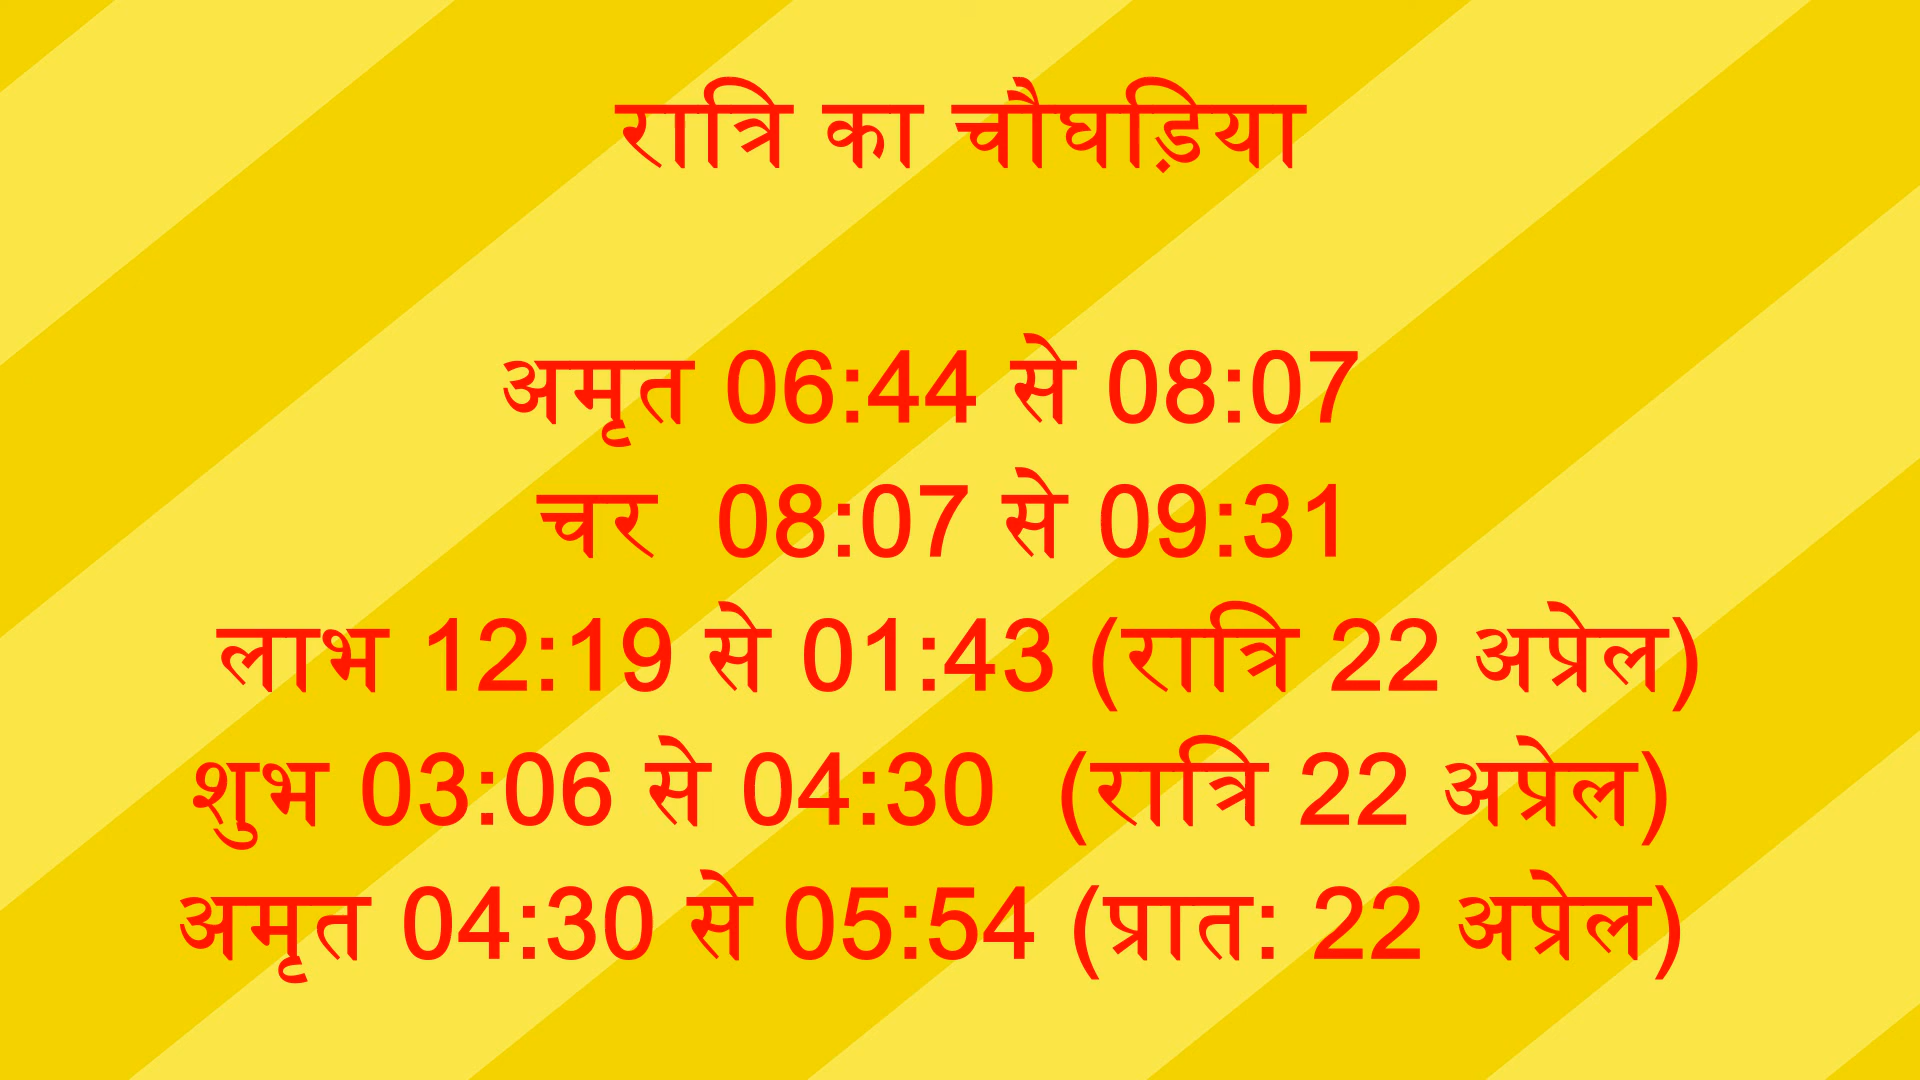 रात्रि का चौघड़िया
अमृत 06:44 से 08:07
चर 08:07 से 09:31
लाभ 12:19 से 01:43 (रात्रि 22 अप्रेल)
शुभ 03:06 से 04:30 (रात्रि 22 अप्रेल)
अमृत 04:30 से 05:54 (प्रात: 22 अप्रेल)